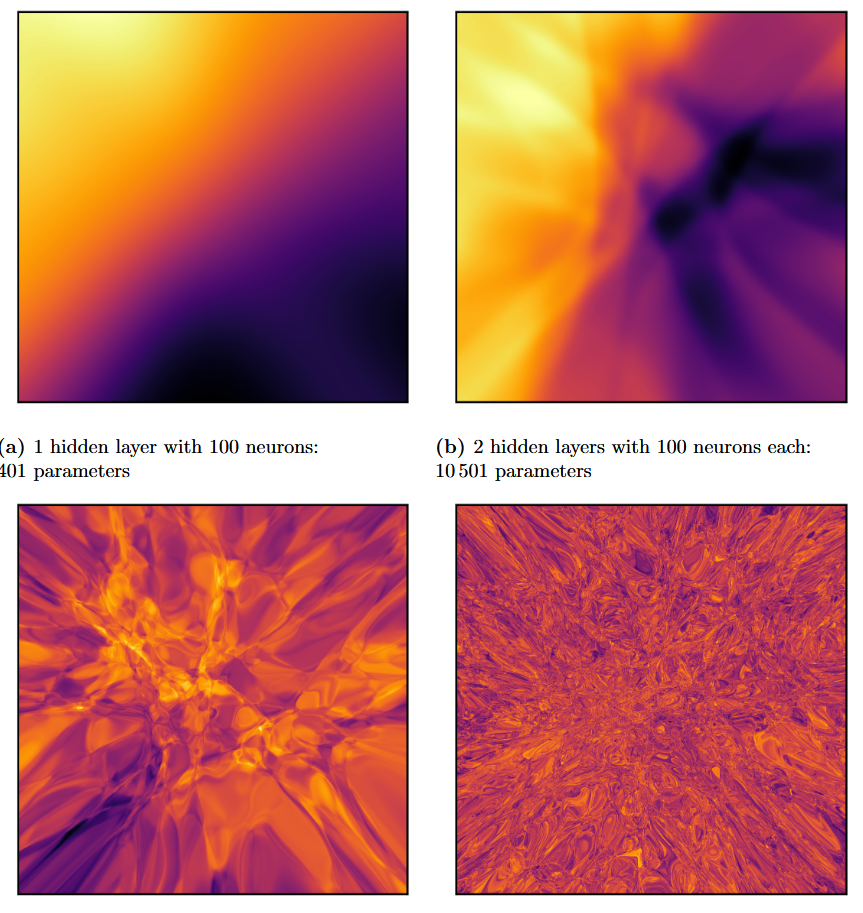 (a) 1 hidden layer with 100 neurons:
401 parameters
(b) 2 hidden layers with 100 neurons each:
10 501 parameters